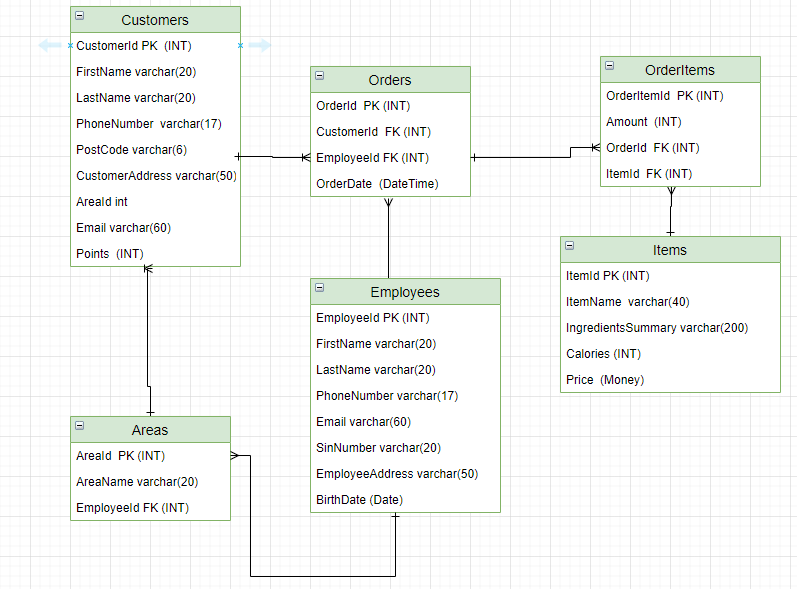 Customers
CustomerId PK (INT)
FirstName varchar(20)
LastName varchar(20)
PhoneNumber varchar(17)
PostCode varchar(6)
CustomerAddress varchar(50)
AreaId int
Email varchar(60)
Points (INT)
Orders
OrderId PK (INT)
CustomerId FK (INT)
EmployeeId FK (INT)
OrderDate (DateTime)
OrderItems
OrderItemId PK (INT)
Amount (INT)
OrderId FK (INT)
ItemId FK (INT)
Items
ItemId PK (INT)
ItemName varchar(40)
IngredientsSummary varchar(200)
Calories (INT)
Price (Money)
Employees
EmployeeId PK (INT)
FirstName varchar(20)
LastName varchar(20)
PhoneNumber varchar(17)
Email varchar(60)
SinNumber varchar(20)
EmployeeAddress varchar(50)
BirthDate (Date)
Areas
AreaId PK (INT)
AreaName varchar(20)
EmployeeId FK (INT)